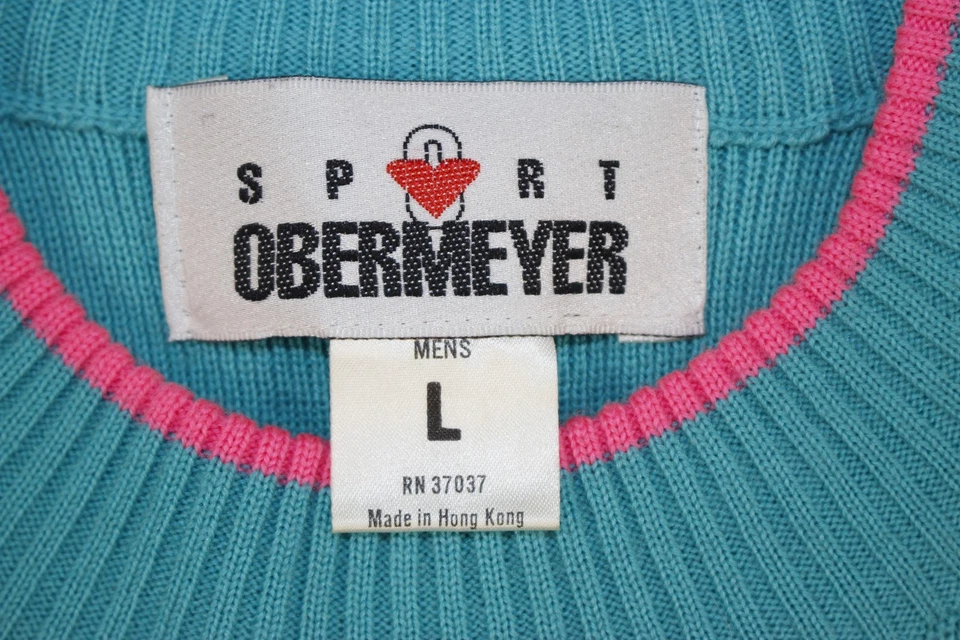 SPORT
OBERMEYER
MENS
L
RN 37037
Made in Hong Kong